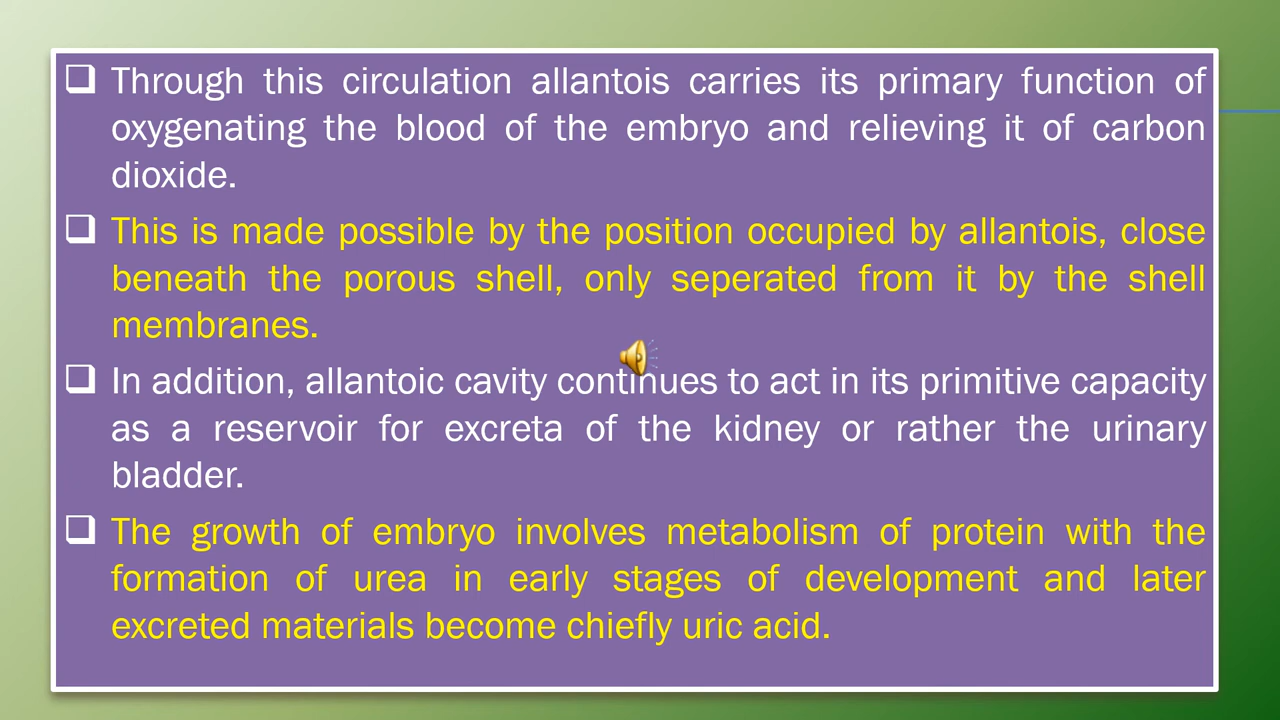 ❑ Through this circulation allantois carries its primary function of
oxygenating the blood of the embryo and relieving it of carbon
dioxide.
❑ This is made possible by the position occupied by allantois, close
beneath the porous shell, only seperated from it by the shell
membranes.
❑ In addition, allantoic cavity continues to act in its primitive capacity
as a reservoir for excreta of the kidney or rather the urinary
bladder.
❑ The growth of embryo involves metabolism of protein with the
formation of urea in early stages of development and later
excreted materials become chiefly uric acid.